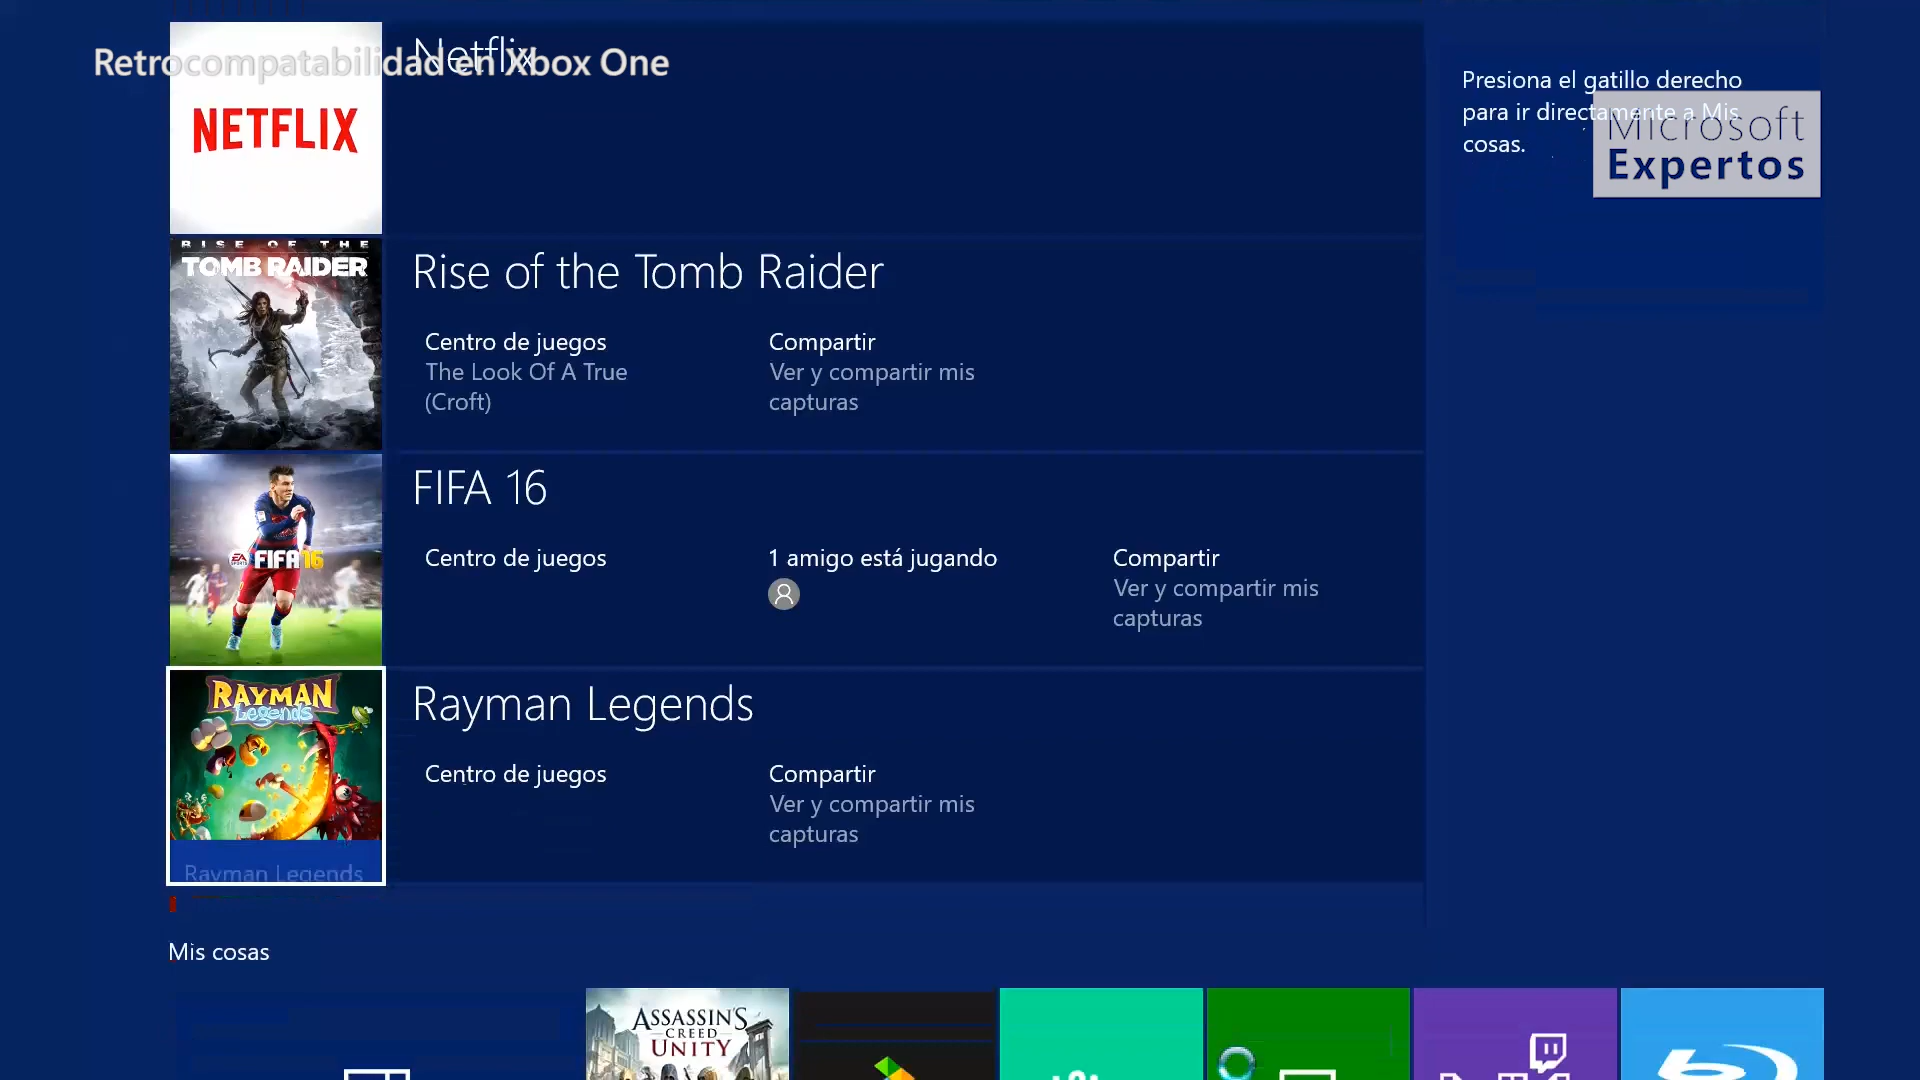 Retrocompatabilidad en Xbox One
Netflix
NETFLIX
Presiona el gatillo derecho
para ir directamente a Mis
cosas.
Microsoft
Expertos
RISE OF THE
TOMB RAIDER
Rise of the Tomb Raider
Centro de juegos
The Look Of A True
(Croft)
Compartir
Ver y compartir mis
capturas
EA SPORTS FIFA 16
FIFA 16
Centro de juegos
1 amigo está jugando
Compartir
Ver y compartir mis
capturas
RAYMAN
Legends
Rayman Legends
Centro de juegos
Compartir
Ver y compartir mis
capturas
Rayman Legends
Mis cosas
ASSASSIN'S
CREED
UNITY